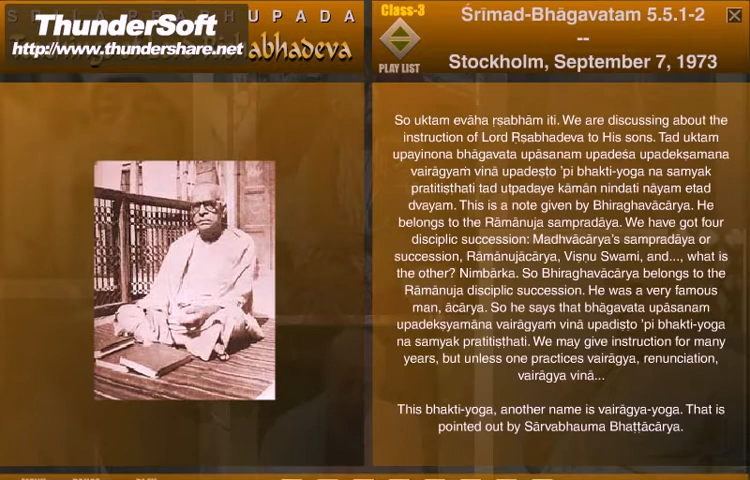 SRILA PRABHUPADA
ThunderSoft
http://www.thundershare.net
abhadeva
Class-3
PLAY LIST
Śrīmad-Bhāgavatam 5.5.1-2
--
Stockholm, September 7, 1973
So uktam evāha ṛṣabhām iti. We are discussing about the
instruction of Lord Ṛṣabhadeva to His sons. Tad uktam
upayinona bhāgavata upāsanam upadeśa upadekṣamana
vairāgyaṁ vinā upadeṣṭo 'pi bhakti-yoga na samyak
pratitiṣṭhati tad utpadaye kāmān nindati nāyam etad
dvayam. This is a note given by Bhiraghavācārya. He
belongs to the Rāmānuja sampradāya. We have got four
disciplic succession: Madhvācārya's sampradāya or
succession, Rāmānujācārya, Viṣṇu Swami, and..., what is
the other? Nimbārka. So Bhiraghavācārya belongs to the
Rāmānuja disciplic succession. He was a very famous
man, ācārya. So he says that bhāgavata upāsanam
upadekṣyamāna vairāgyaṁ vinā upadiṣṭo 'pi bhakti-yoga
na samyak pratitiṣṭhati. We may give instruction for many
years, but unless one practices vairāgya, renunciation,
vairāgya vinā...
This bhakti-yoga, another name is vairāgya-yoga. That is
pointed out by Sārvabhauma Bhaṭṭācārya.